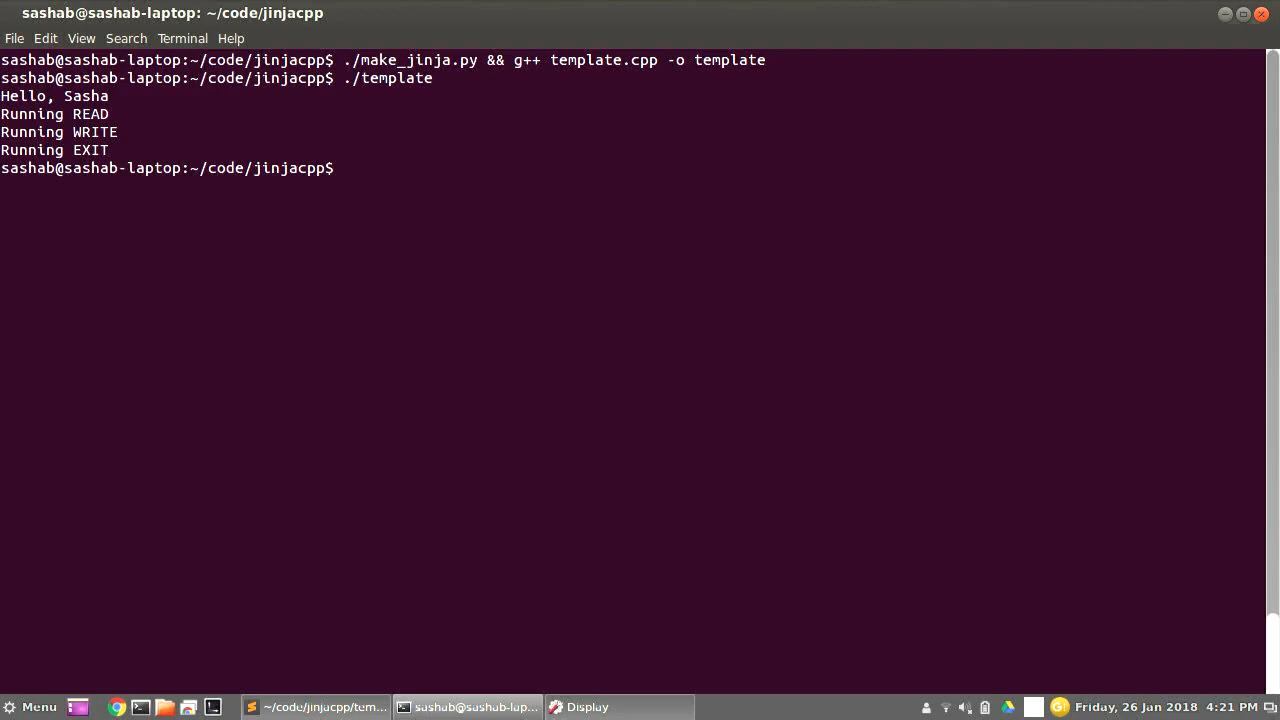 sashab@sashab-laptop: ~/code/jinjacpp
File Edit View Search Terminal Help
sashab@sashab-laptop:~/code/jinjacpp$ ./make_jinja.py && g++ template.cpp -o template
sashab@sashab-laptop:~/code/jinjacpp$ ./template
Hello, Sasha
Running READ
Running WRITE
Running EXIT
sashab@sashab-laptop:~/code/jinjacpp$
Menu ~/code/jinjacpp/tem... sashab@sashab-lap... Display G! Friday, 26 Jan 2018 4:21 PM